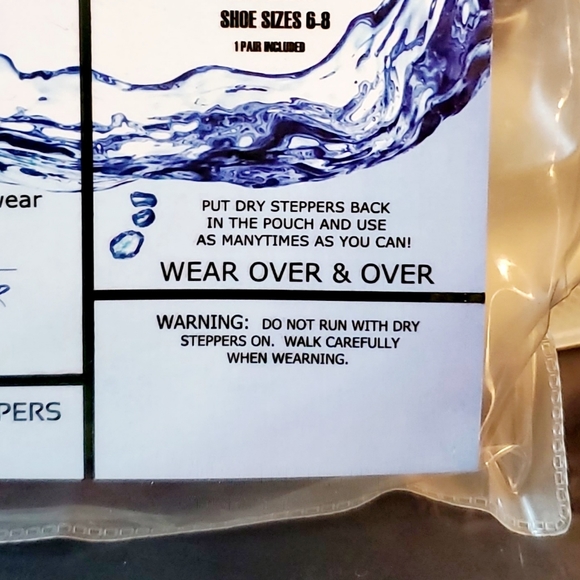 SHOE SIZES 6-8
1 PAIR INCLUDED
PUT DRY STEPPERS BACK
IN THE POUCH AND USE
AS MANYTIMES AS YOU CAN!
WEAR OVER & OVER
WARNING: DO NOT RUN WITH DRY
STEPPERS ON. WALK CAREFULLY
WHEN WEARNING.
wear
PPERS